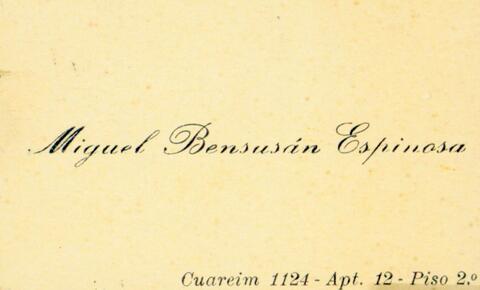 Miguel Bensusán Espinosa
Cuareim 1124 - Apt. 12 - Piso 2.º